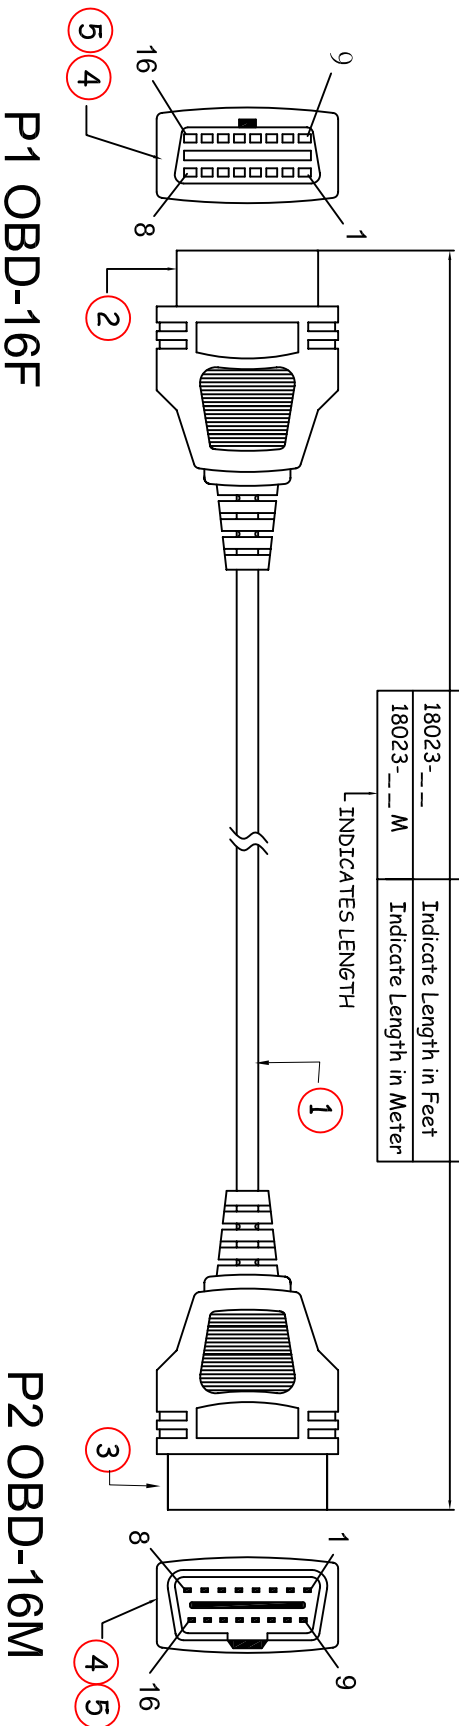 18023-_ _ Indicate Length in Feet
18023-_ _ M Indicate Length in Meter
INDICATES LENGTH
9
1
16
8
5 4
2
1
3
1
9
8
16
4 5
P1 OBD-16F
P2 OBD-16M